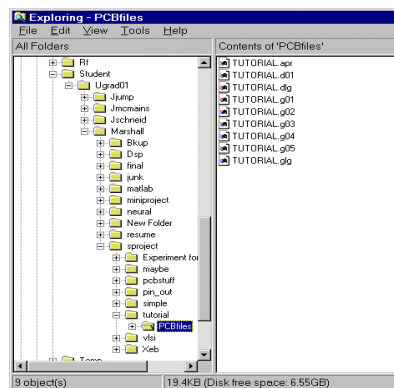 Exploring - PCBfiles
File Edit View Tools Help
All Folders
Contents of 'PCBfiles'
Rf
Student
Ugrad01
Jjump
Jmcmains
Jschneid
Marshall
Bkup
Dsp
final
junk
matlab
miniproject
neural
New Folder
resume
sproject
Experiment for
maybe
pcbstuff
pin_out
simple
tutorial
PCBfiles
vlsi
Xeb
Temp
TUTORIAL.apr
TUTORIAL.d01
TUTORIAL.dlg
TUTORIAL.g01
TUTORIAL.g02
TUTORIAL.g03
TUTORIAL.g04
TUTORIAL.g05
TUTORIAL.glg
9 object(s)
19.4KB (Disk free space: 6.55GB)